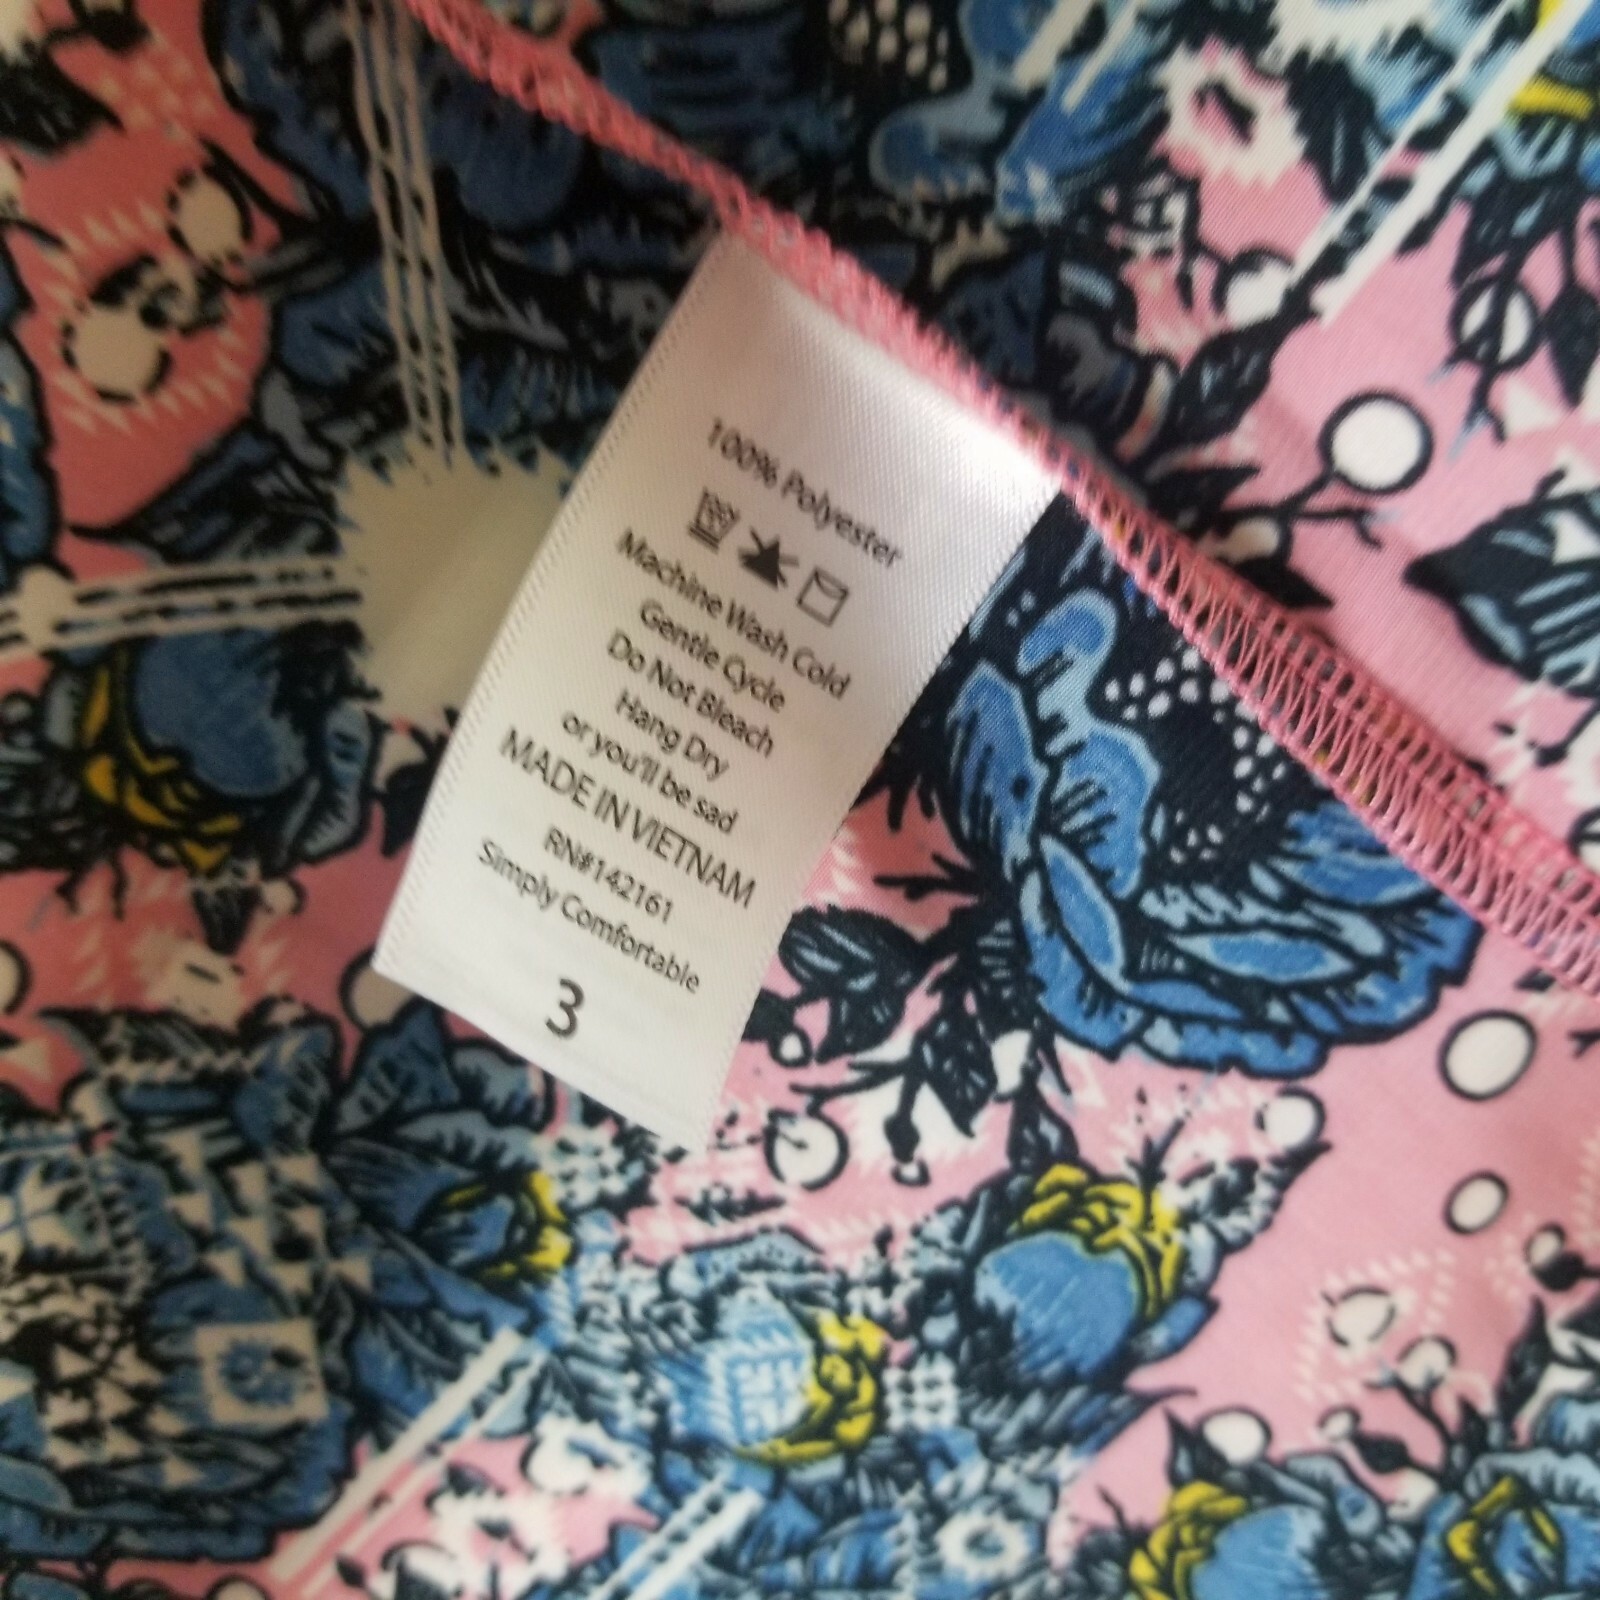 100% Polyester
Machine Wash Cold
Gentle Cycle
Do Not Bleach
Hang Dry
or you'll be sad
MADE IN VIETNAM
RN#142161
Simply Comfortable
3